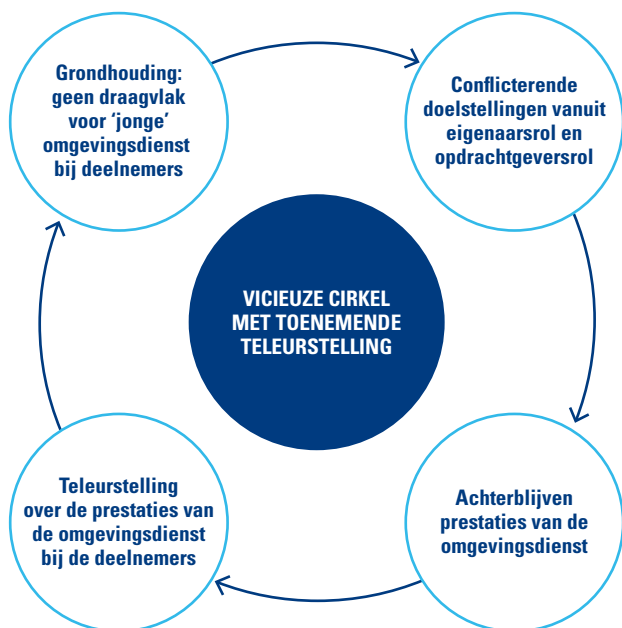 Grondhouding:
geen draagvlak
voor ‘jonge’
omgevingsdienst
bij deelnemers
Conflicterende
doelstellingen vanuit
eigenaarsrol en
opdrachtgeversrol
VICIEUZE CIRKEL
MET TOENEMENDE
TELEURSTELLING
Teleurstelling
over de prestaties van
de omgevingsdienst
bij de deelnemers
Achterblijven
prestaties van de
omgevingsdienst